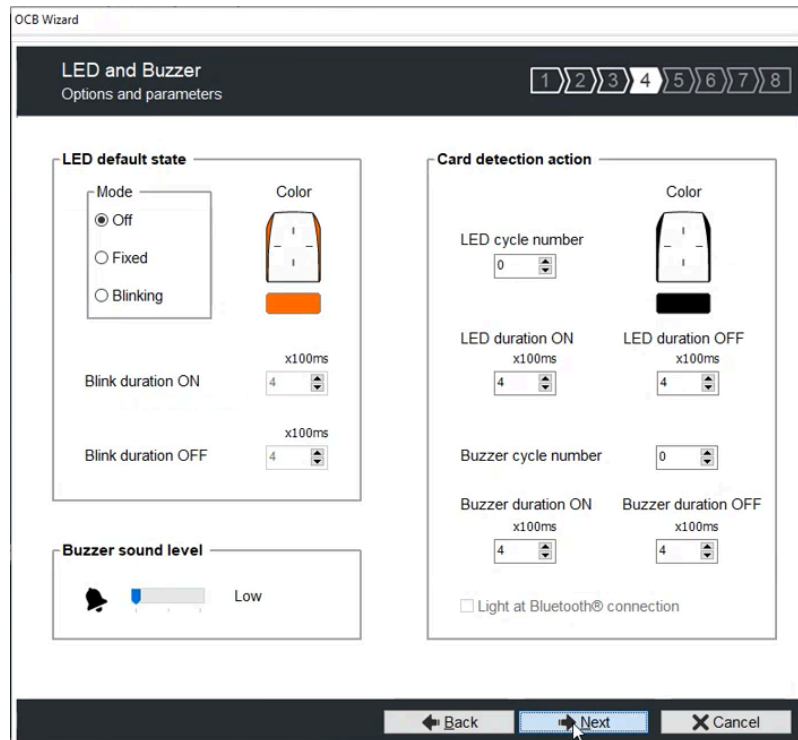 OCB Wizard
LED and Buzzer
Options and parameters
1 2 3 4 5 6 7 8
LED default state
Mode
Off
Fixed
Blinking
Color
x100ms
Blink duration ON
4
x100ms
Blink duration OFF
4
Buzzer sound level
Low
Card detection action
Color
LED cycle number
0
LED duration ON LED duration OFF
x100ms x100ms
4 4
Buzzer cycle number 0
Buzzer duration ON Buzzer duration OFF
x100ms x100ms
4 4
Light at Bluetooth® connection
Back Next Cancel